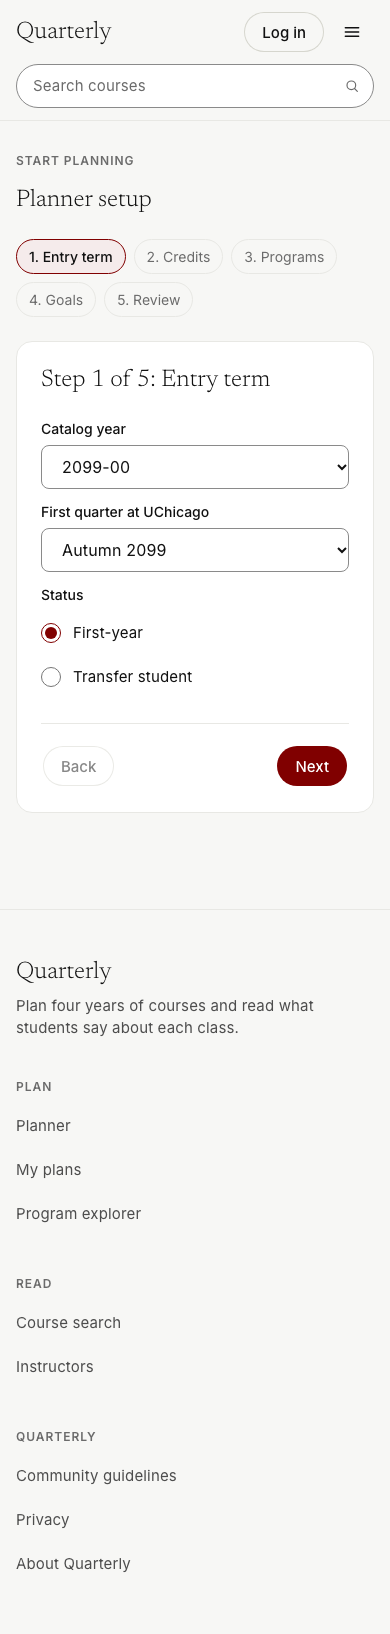 Quarterly
Log in
Search courses
START PLANNING
Planner setup
1. Entry term
2. Credits
3. Programs
4. Goals
5. Review
Step 1 of 5: Entry term
Catalog year
2099-00
First quarter at UChicago
Autumn 2099
Status
First-year
Transfer student
Back
Next
Quarterly
Plan four years of courses and read what
students say about each class.
PLAN
Planner
My plans
Program explorer
READ
Course search
Instructors
QUARTERLY
Community guidelines
Privacy
About Quarterly